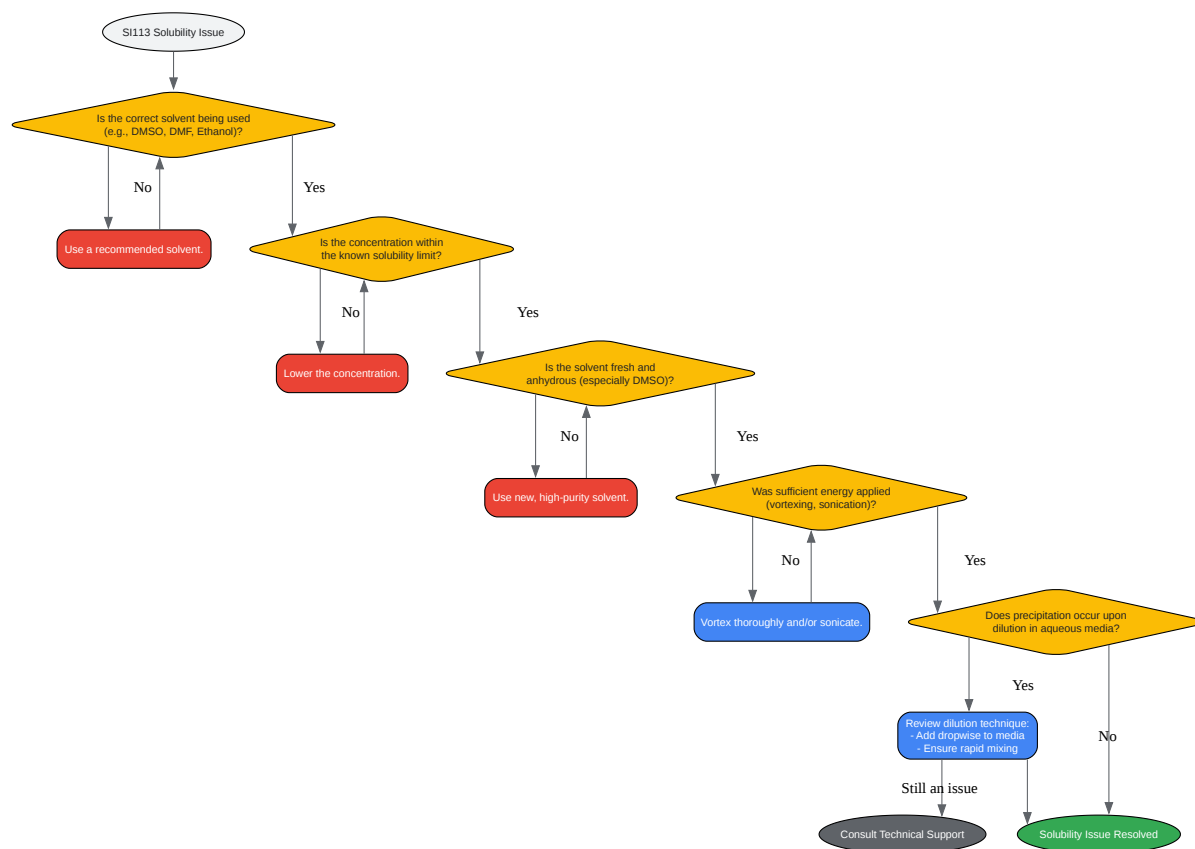 SI113 Solubility Issue
Is the correct solvent being used
(e.g., DMSO, DMF, Ethanol)?
No
Yes
Use a recommended solvent.
Is the concentration within
the known solubility limit?
No
Yes
Lower the concentration.
Is the solvent fresh and
anhydrous (especially DMSO)?
No
Yes
Use new, high-purity solvent.
Was sufficient energy applied
(vortexing, sonication)?
No
Yes
Vortex thoroughly and/or sonicate.
Does precipitation occur upon
dilution in aqueous media?
Yes
Review dilution technique:
- Add dropwise to media
- Ensure rapid mixing
No
Still an issue
Consult Technical Support
Solubility Issue Resolved